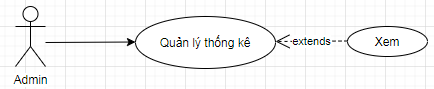 Quản lý thống kê
extends
Xem
Admin